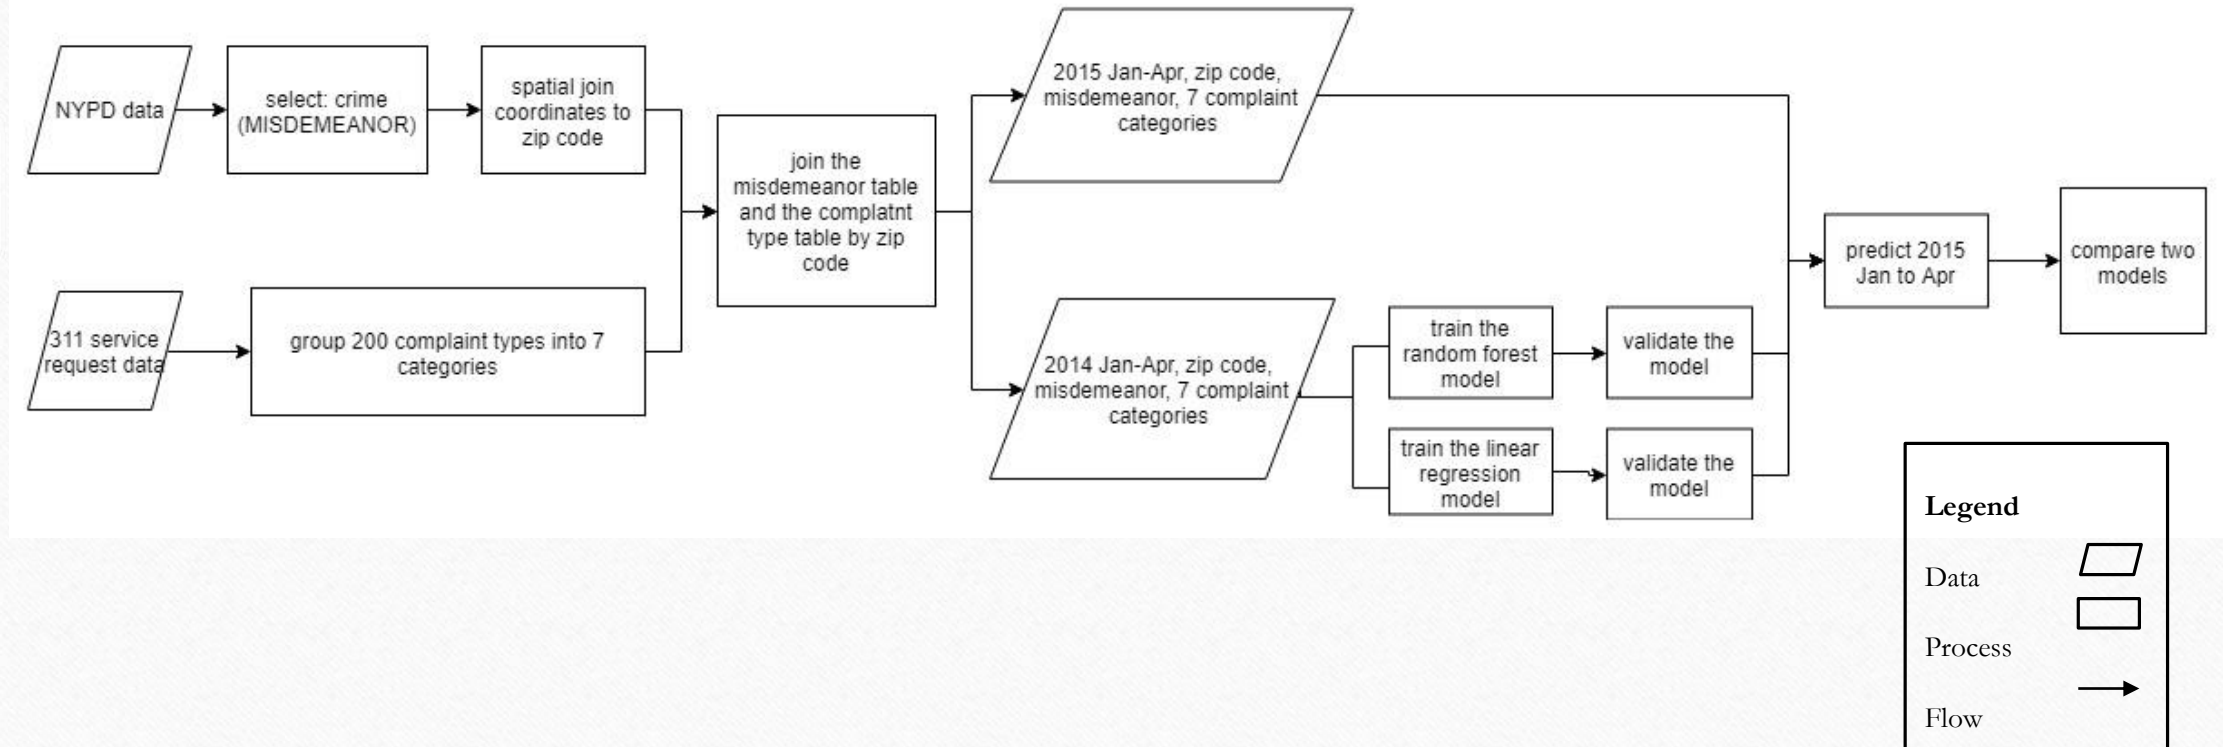 NYPD data
select: crime
(MISDEMEANOR)
spatial join
coordinates to
zip code
311 service
request data
group 200 complaint types into 7
categories
join the
misdemeanor table
and the complatnt
type table by zip
code
2015 Jan-Apr, zip code,
misdemeanor, 7 complaint
categories
2014 Jan-Apr, zip code,
misdemeanor, 7 complaint
categories
train the
random forest
model
validate the
model
train the linear
regression
model
validate the
model
predict 2015
Jan to Apr
compare two
models
Legend
Data
Process
Flow